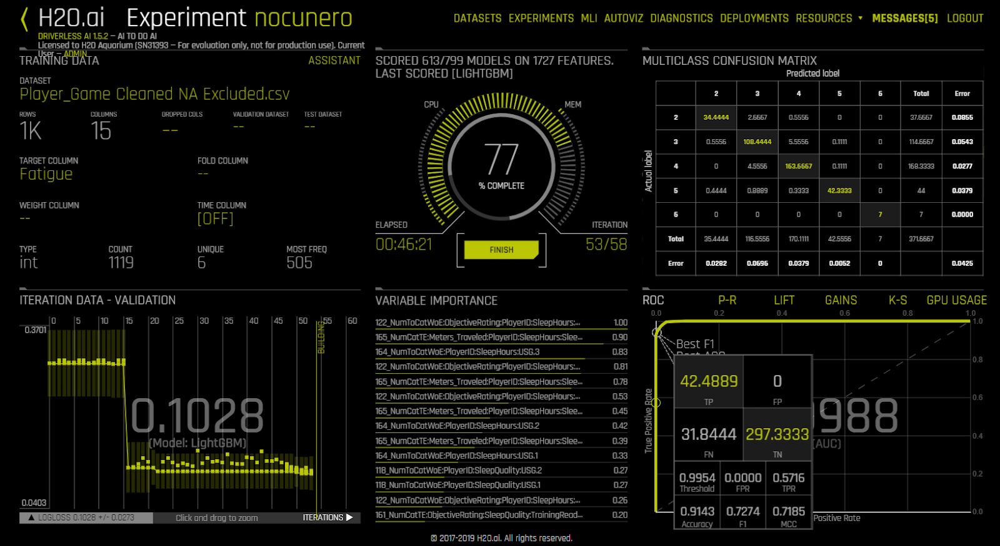 H2O.ai Experiment nocunero
DATASETS EXPERIMENTS MLI AUTOVIZ DIAGNOSTICS DEPLOYMENTS RESOURCES ▾ MESSAGES[5] LOGOUT
DRIVERLESS AI 1.5.2 – AI TO DO AI
Licensed to H2O Aquarium (SN31393 – For evaluation only, not for production use). Current
User – ADMIN
TRAINING DATA
ASSISTANT
DATASET
Player_Game Cleaned NA Excluded.csv
ROWS COLUMNS DROPPED COLS VALIDATION DATASET TEST DATASET
1K 15 -- -- --
TARGET COLUMN FOLD COLUMN
Fatigue --
WEIGHT COLUMN TIME COLUMN
-- [OFF]
TYPE COUNT UNIQUE MOST FREQ
int 1119 6 505
SCORED 613/799 MODELS ON 1727 FEATURES.
LAST SCORED [LIGHTGBM]
CPU MEM
77
% COMPLETE
ELAPSED ITERATION
00:46:21 53/58
FINISH
MULTICLASS CONFUSION MATRIX
Predicted label
Actual label
2 3 4 5 6 Total Error
2 34.4444 2.6667 0.5556 0 0 37.6667 0.0855
3 0.5556 108.4444 5.5556 0.1111 0 114.6667 0.0543
4 0 4.5556 163.6667 0.1111 0 168.3333 0.0277
5 0.4444 0.8889 0.3333 42.3333 0 44 0.0379
6 0 0 0 0 7 7 0.0000
Total 35.4444 116.5556 170.1111 42.5556 7 371.6667
Error 0.0282 0.0696 0.0379 0.0052 0 0.0425
ITERATION DATA - VALIDATION
0 5 10 15 20 25 30 35 40 45 50 55 60
0.3701
BUILDING
0.1028
(Model: LightGBM)
0.0403
▲ LOGLOSS 0.1028 +/- 0.0273
Click and drag to zoom
ITERATIONS ▶
VARIABLE IMPORTANCE
122_NumToCatWoE:ObjectiveRating:PlayerID:SleepHours:... 1.00
165_NumCatTE:Meters_Traveled:PlayerID:SleepHours:Slee... 0.90
164_NumToCatWoE:PlayerID:SleepHours:USG.3 0.83
122_NumToCatWoE:ObjectiveRating:PlayerID:SleepHours:... 0.81
165_NumCatTE:Meters_Traveled:PlayerID:SleepHours:Slee... 0.78
122_NumToCatWoE:ObjectiveRating:PlayerID:SleepHours:... 0.53
165_NumCatTE:Meters_Traveled:PlayerID:SleepHours:Slee... 0.45
164_NumToCatWoE:PlayerID:SleepHours:USG.2 0.42
165_NumCatTE:Meters_Traveled:PlayerID:SleepHours:Slee... 0.39
164_NumToCatWoE:PlayerID:SleepHours:USG.1 0.33
118_NumToCatWoE:PlayerID:SleepQuality:USG.2 0.27
118_NumToCatWoE:PlayerID:SleepQuality:USG.1 0.27
122_NumToCatWoE:ObjectiveRating:PlayerID:SleepHours:... 0.26
161_NumCatTE:ObjectiveRating:SleepQuality:TrainingRead... 0.20
ROC P-R LIFT GAINS K-S GPU USAGE
0.0 0.2 0.4 0.6 0.8 1.0
1.0
0.8
0.6
0.4
0.2
0.0
Best F1
True Positive Rate
42.4889 0
TP FP
31.8444 297.3333
FN TN
0.9954 0.0000 0.5716
Threshold FPR TPR
0.9143 0.7274 0.7185
Accuracy F1 MCC
988
(AUC)
Positive Rate
© 2017-2019 H2O.ai. All rights reserved.